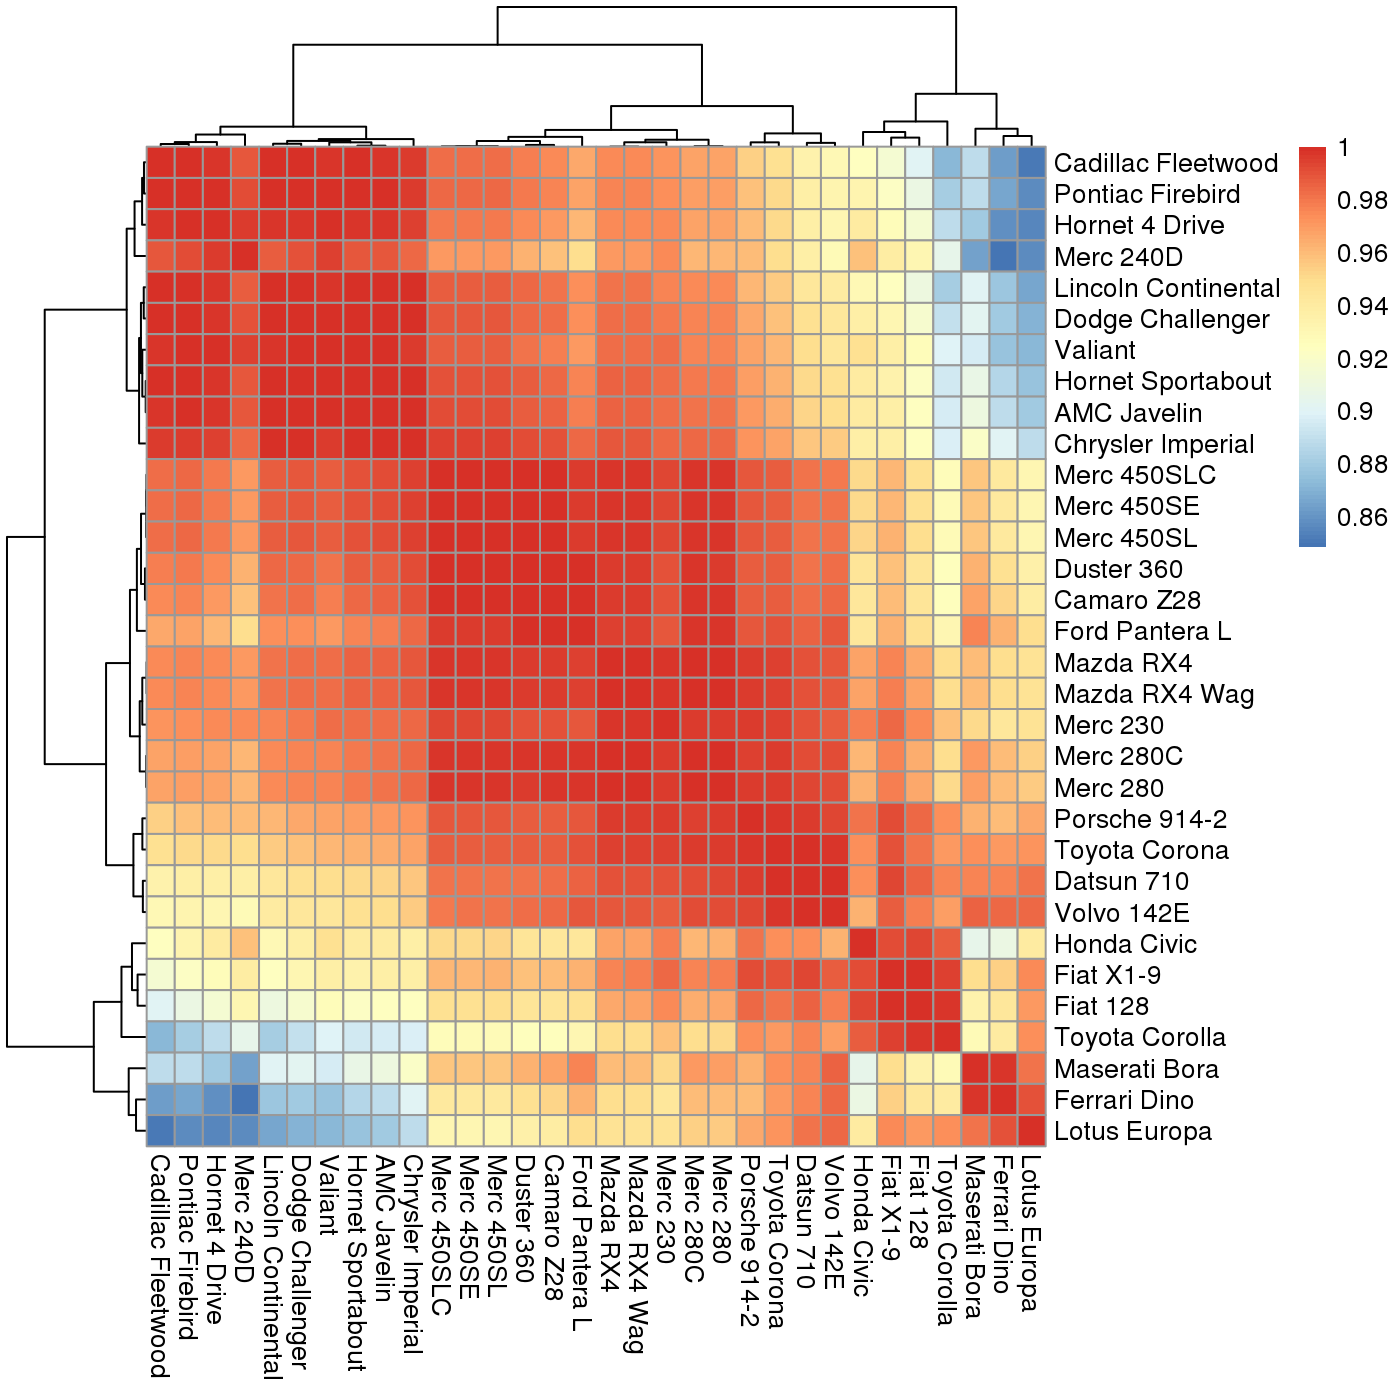 Cadillac Fleetwood
Pontiac Firebird
Hornet 4 Drive
Merc 240D
Lincoln Continental
Dodge Challenger
Valiant
Hornet Sportabout
AMC Javelin
Chrysler Imperial
Merc 450SLC
Merc 450SE
Merc 450SL
Duster 360
Camaro Z28
Ford Pantera L
Mazda RX4
Mazda RX4 Wag
Merc 230
Merc 280C
Merc 280
Porsche 914-2
Toyota Corona
Datsun 710
Volvo 142E
Honda Civic
Fiat X1-9
Fiat 128
Toyota Corolla
Maserati Bora
Ferrari Dino
Lotus Europa
1
0.98
0.96
0.94
0.92
0.9
0.88
0.86
Cadillac Fleetwood
Pontiac Firebird
Hornet 4 Drive
Merc 240D
Lincoln Continental
Dodge Challenger
Valiant
Hornet Sportabout
AMC Javelin
Chrysler Imperial
Merc 450SLC
Merc 450SE
Merc 450SL
Duster 360
Camaro Z28
Ford Pantera L
Mazda RX4
Mazda RX4 Wag
Merc 230
Merc 280C
Merc 280
Porsche 914-2
Toyota Corona
Datsun 710
Volvo 142E
Honda Civic
Fiat X1-9
Fiat 128
Toyota Corolla
Maserati Bora
Ferrari Dino
Lotus Europa